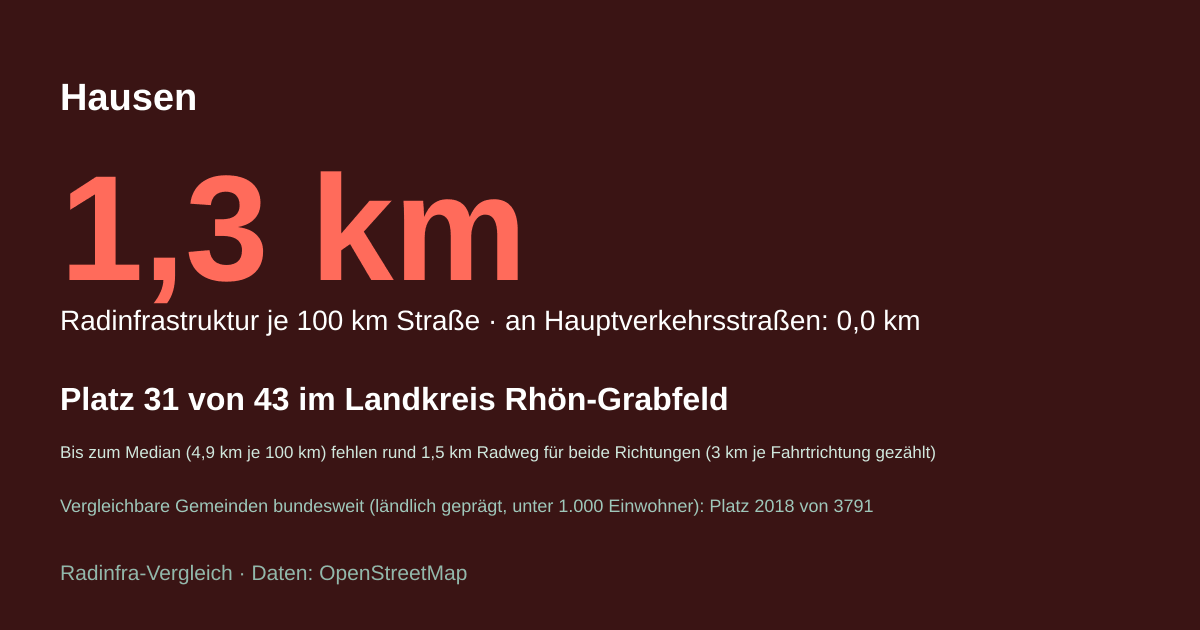 Hausen
1,3 km
Radinfrastruktur je 100 km Straße · an Hauptverkehrsstraßen: 0,0 km
Platz 31 von 43 im Landkreis Rhön-Grabfeld
Bis zum Median (4,9 km je 100 km) fehlen rund 1,5 km Radweg für beide Richtungen (3 km je Fahrtrichtung gezählt)
Vergleichbare Gemeinden bundesweit (ländlich geprägt, unter 1.000 Einwohner): Platz 2018 von 3791
Radinfra-Vergleich · Daten: OpenStreetMap